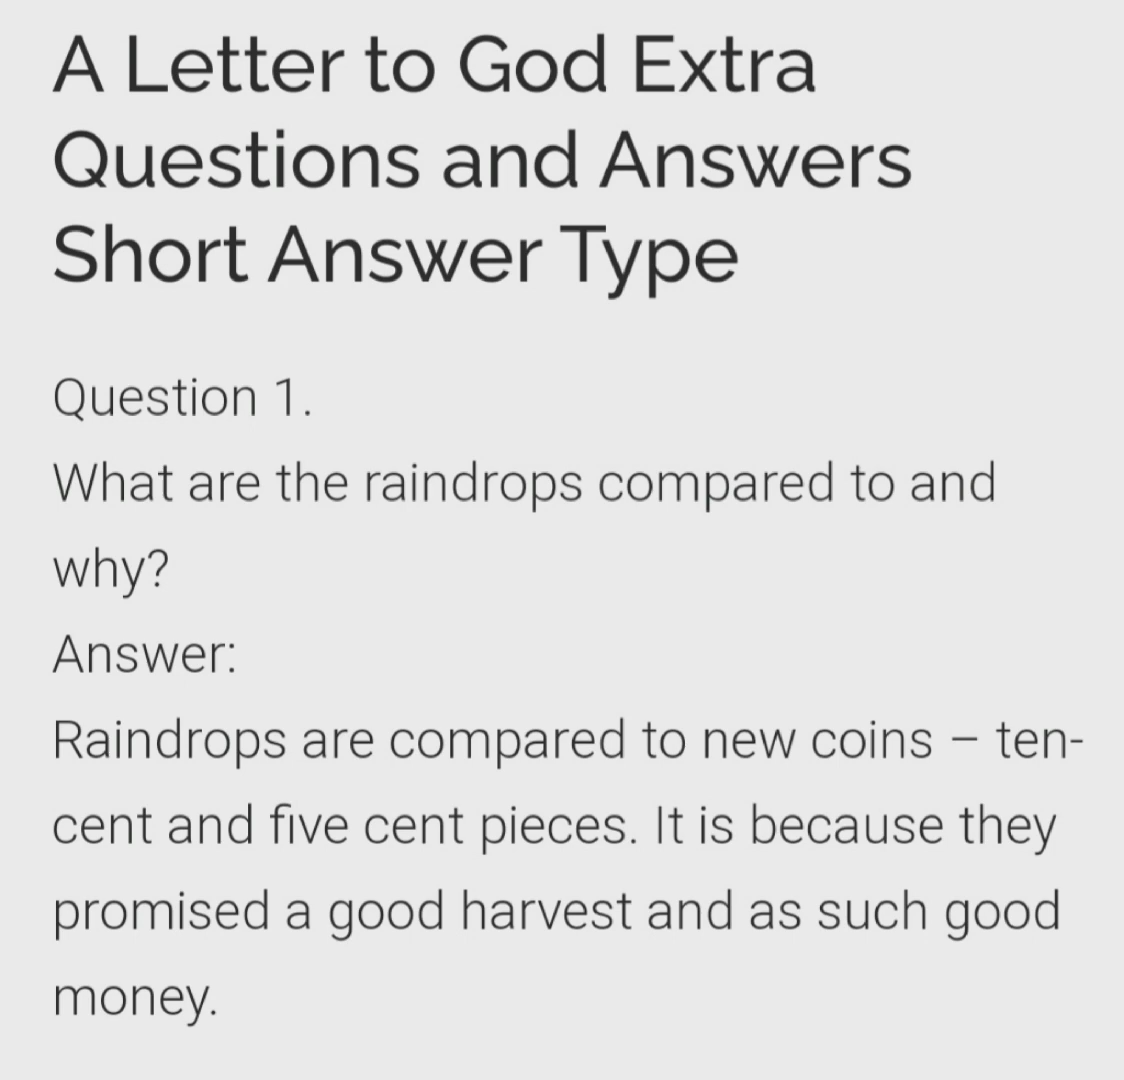 A Letter to God Extra
Questions and Answers
Short Answer Type
Question 1.
What are the raindrops compared to and
why?
Answer:
Raindrops are compared to new coins – ten-
cent and five cent pieces. It is because they
promised a good harvest and as such good
money.